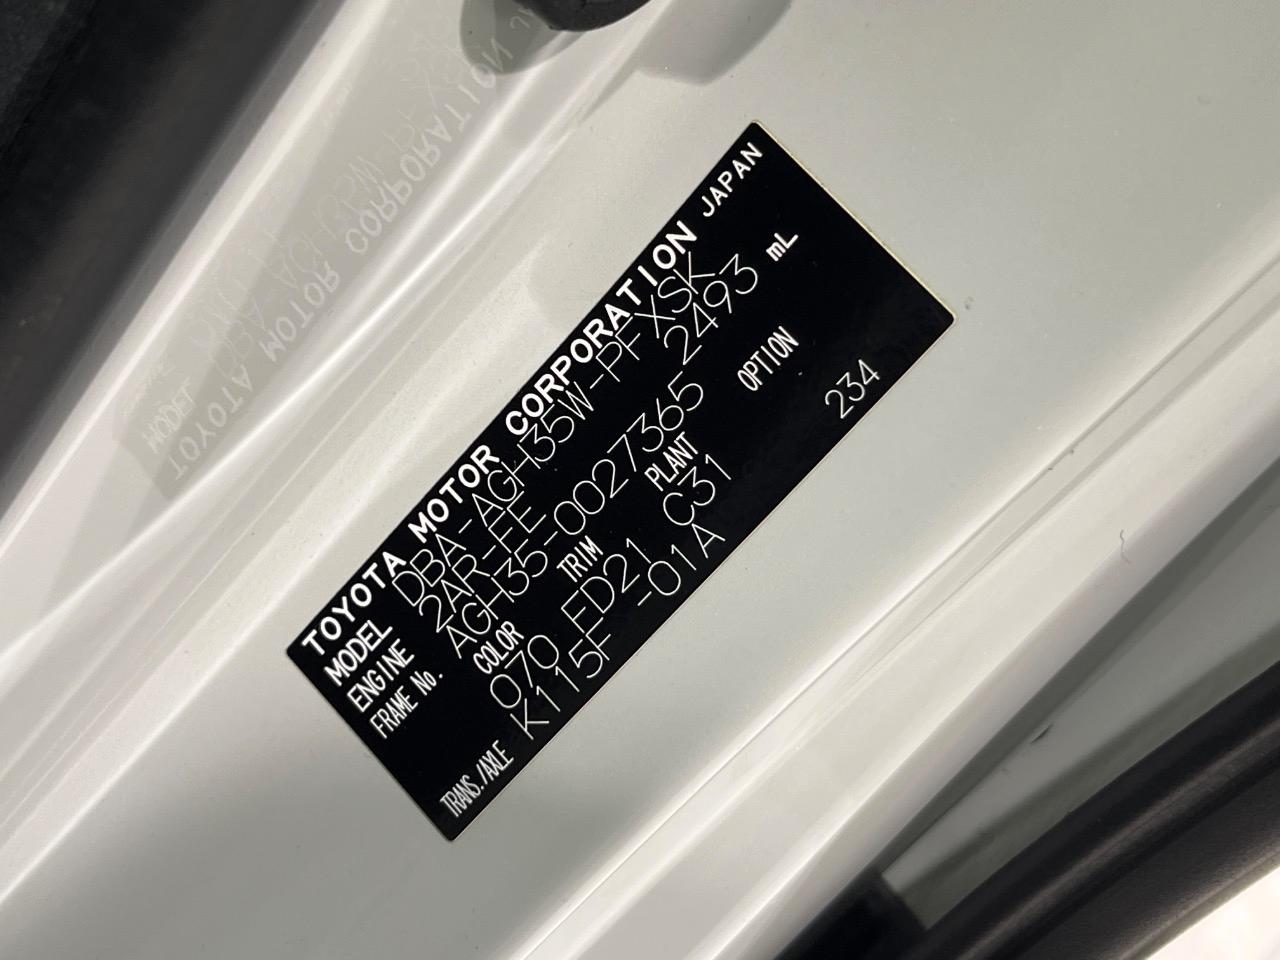 TOYOTA MOTOR CORPORATION JAPAN
MODEL DBA-AGH35W-PFXSK
ENGINE 2AR-FE 2493 mL
FRAME No. AGH35-0027365
COLOR TRIM PLANT OPTION
070 FD21 C31 234
TRANS./AXLE K115F -01A